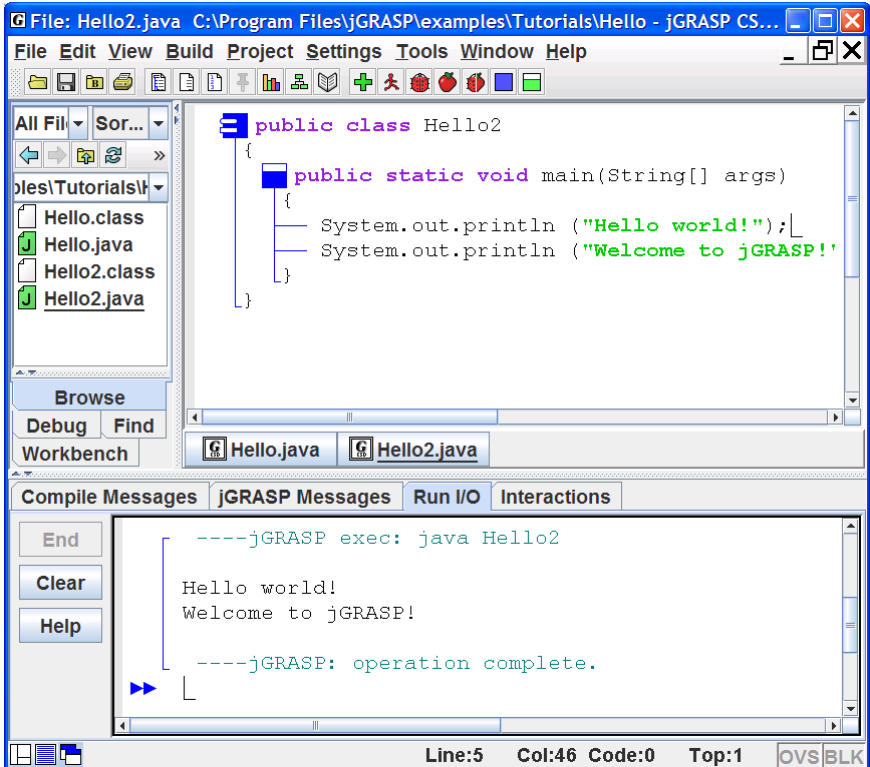 File: Hello2.java C:\Program Files\jGRASP\examples\Tutorials\Hello - jGRASP CS...
File Edit View Build Project Settings Tools Window Help
All Fil
Sor...
»
ples\Tutorials\H
Hello.class
Hello.java
Hello2.class
Hello2.java
Browse
Debug Find
Workbench
public class Hello2
{
public static void main(String[] args)
{
System.out.println ("Hello world!");
System.out.println ("Welcome to jGRASP!"
}
}
Hello.java Hello2.java
Compile Messages jGRASP Messages Run I/O Interactions
End
Clear
Help
----jGRASP exec: java Hello2
Hello world!
Welcome to jGRASP!
----jGRASP: operation complete.
Line:5 Col:46 Code:0 Top:1 OVS BLK